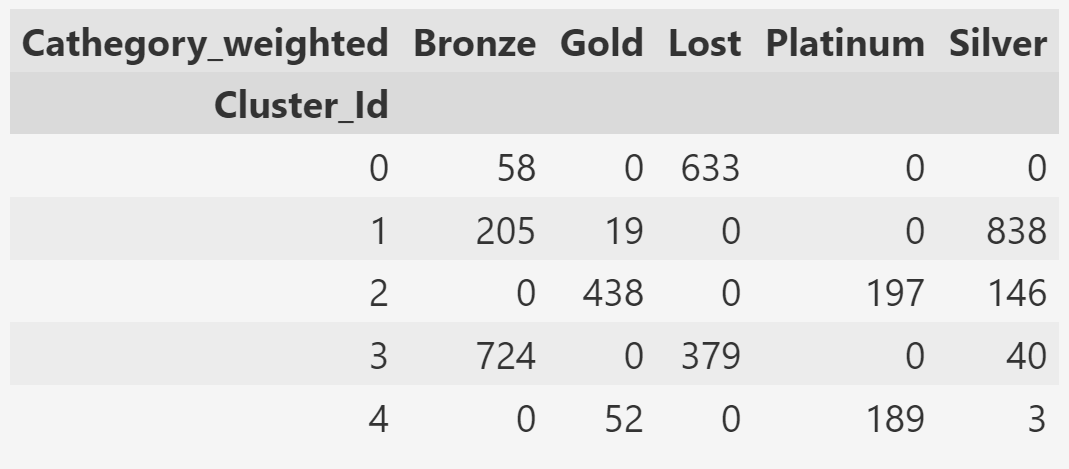 Cathegory_weighted Bronze Gold Lost Platinum Silver
Cluster_Id
0 58 0 633 0 0
1 205 19 0 0 838
2 0 438 0 197 146
3 724 0 379 0 40
4 0 52 0 189 3